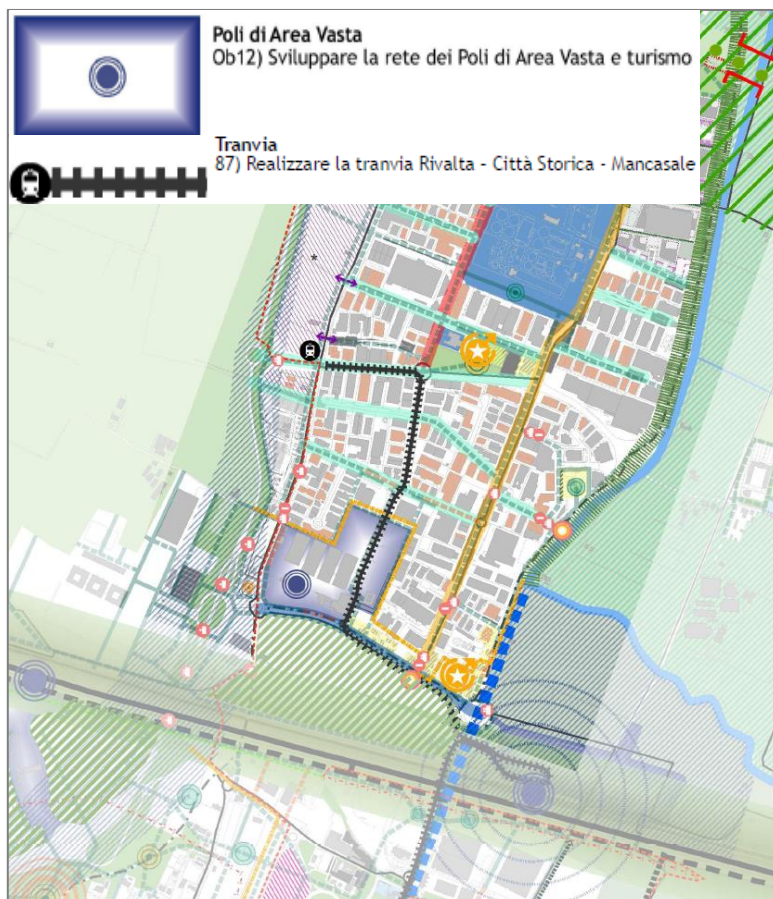 Poli di Area Vasta
Ob12) Sviluppare la rete dei Poli di Area Vasta e turismo
Tranvia
87) Realizzare la tranvia Rivalta - Città Storica - Mancasale
*